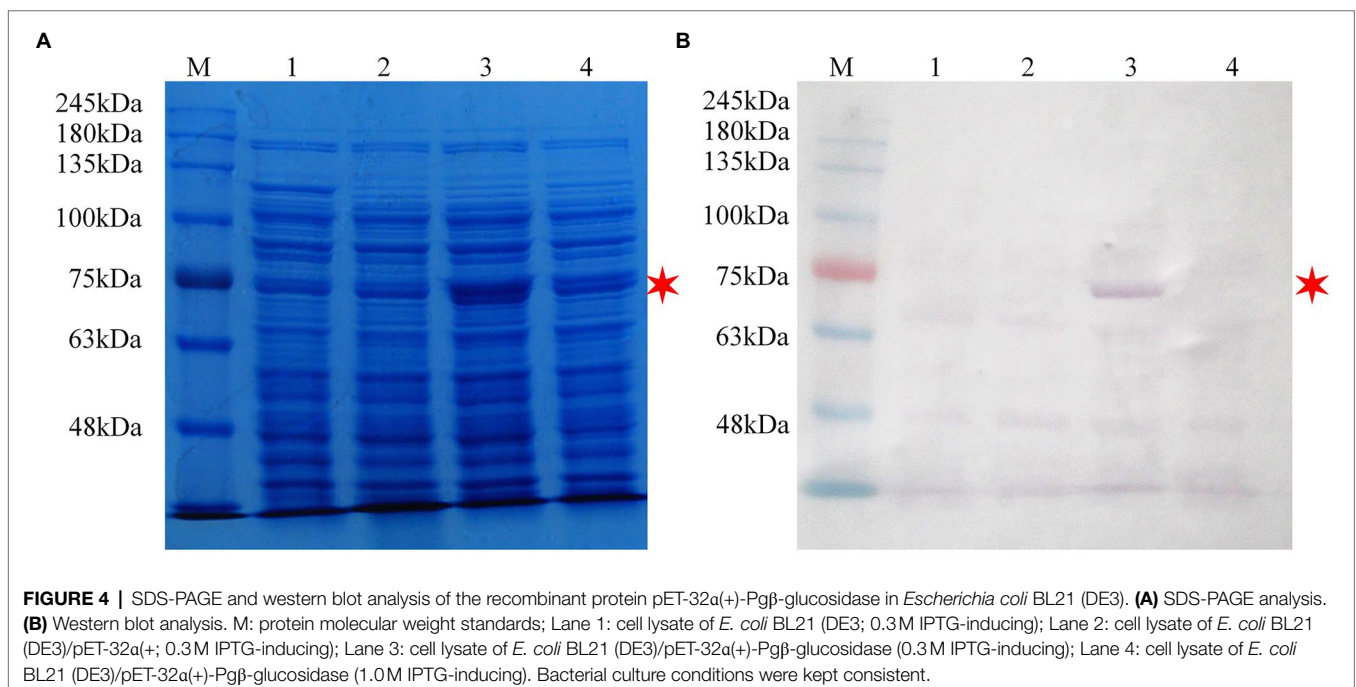 A
B
M 1 2 3 4
M 1 2 3 4
245kDa
180kDa
135kDa
100kDa
75kDa
63kDa
48kDa
245kDa
180kDa
135kDa
100kDa
75kDa
63kDa
48kDa
FIGURE 4 | SDS-PAGE and western blot analysis of the recombinant protein pET-32α(+)-Pgβ-glucosidase in Escherichia coli BL21 (DE3). (A) SDS-PAGE analysis.
(B) Western blot analysis. M: protein molecular weight standards; Lane 1: cell lysate of E. coli BL21 (DE3; 0.3 M IPTG-inducing); Lane 2: cell lysate of E. coli BL21
(DE3)/pET-32α(+; 0.3 M IPTG-inducing); Lane 3: cell lysate of E. coli BL21 (DE3)/pET-32α(+)-Pgβ-glucosidase (0.3 M IPTG-inducing); Lane 4: cell lysate of E. coli
BL21 (DE3)/pET-32α(+)-Pgβ-glucosidase (1.0 M IPTG-inducing). Bacterial culture conditions were kept consistent.